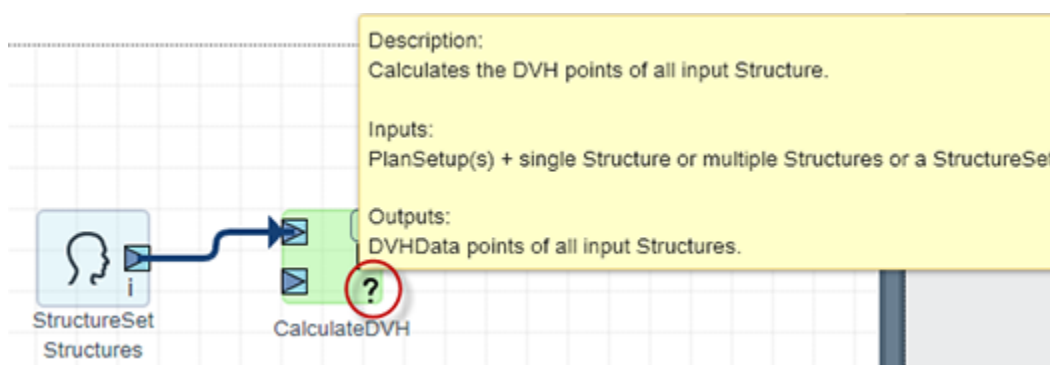 Description:
Calculates the DVH points of all input Structure.
Inputs:
PlanSetup(s) + single Structure or multiple Structures or a StructureSet
Outputs:
DVHData points of all input Structures.
i
?
StructureSet
Structures
CalculateDVH